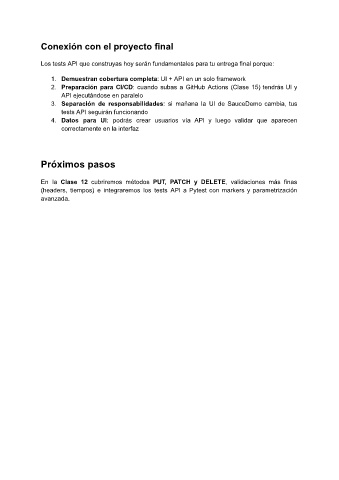 Conexión con el proyecto final
Los tests API que construyas hoy serán fundamentales para tu entrega final porque:
1. Demuestran cobertura completa: UI + API en un solo framework
2. Preparación para CI/CD: cuando subas a GitHub Actions (Clase 15) tendrás UI y
API ejecutándose en paralelo
3. Separación de responsabilidades: si mañana la UI de SauceDemo cambia, tus
tests API seguirán funcionando
4. Datos para UI: podrás crear usuarios vía API y luego validar que aparecen
correctamente en la interfaz
Próximos pasos
En la Clase 12 cubriremos métodos PUT, PATCH y DELETE, validaciones más finas
(headers, tiempos) e integraremos los tests API a Pytest con markers y parametrización
avanzada.